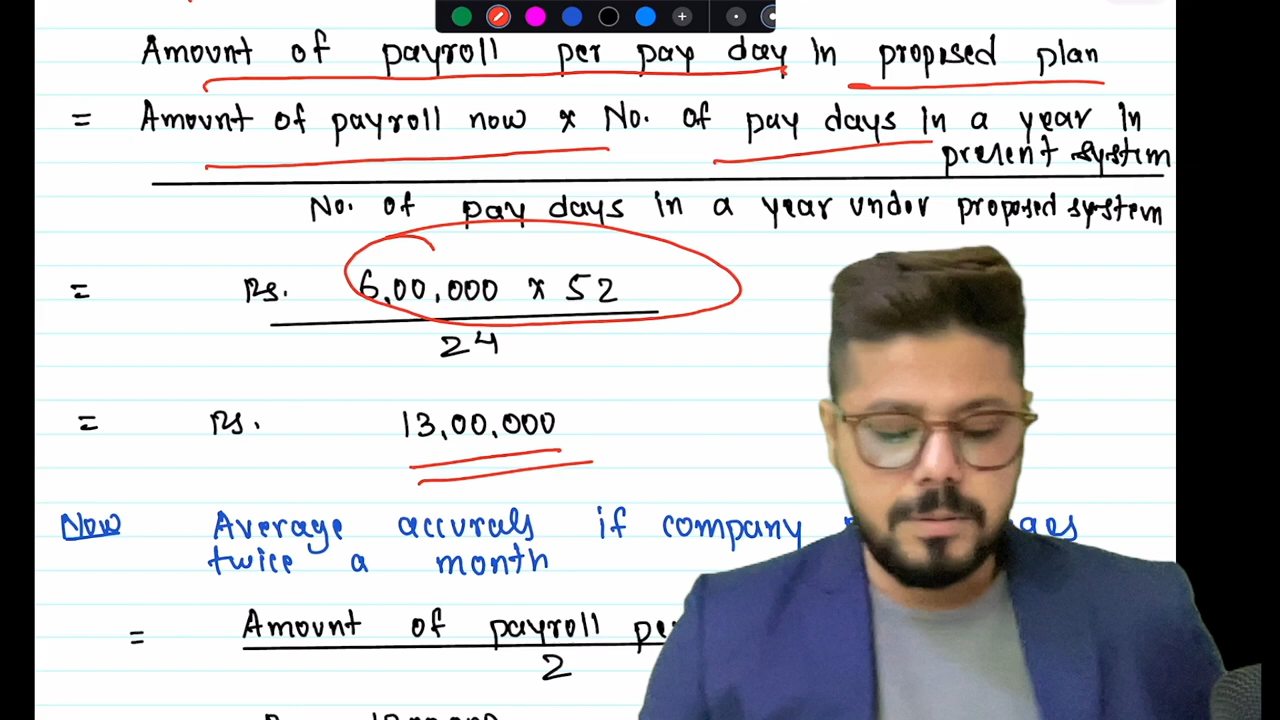 Amount of payroll per pay day in proposed plan
= Amount of payroll now x No. of pay days in a year in present system
No. of pay days in a year under proposed system
= Rs. 6,00,000 x 52
24
= Rs. 13,00,000
Now Average accurals if company
twice a month
= Amount of payroll
2